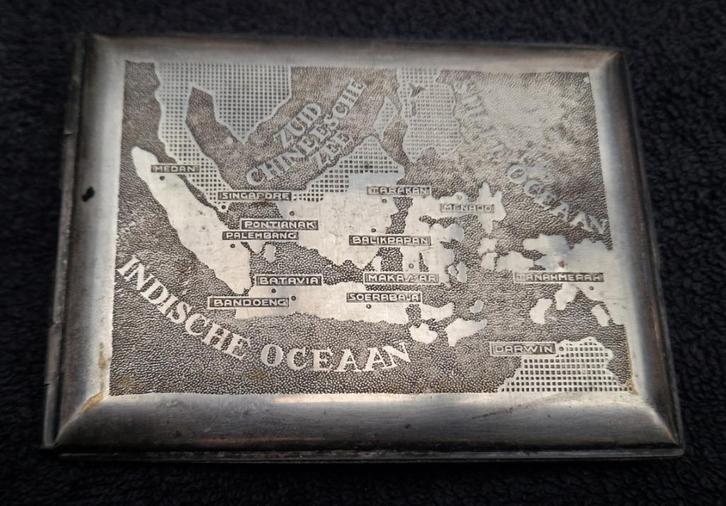 ZUID
CHINEESCHE
ZEE
STILLE OCEAAN
MEDAN
SINGAPORE
TARAKAN
MENADO
PONTIANAK
PALEMBANG
BALIKPAPAN
BATAVIA
MAKASSAR
TANAHMERAH
BANDOENG
SOERABAJA
INDISCHE OCEAAN
DARWIN